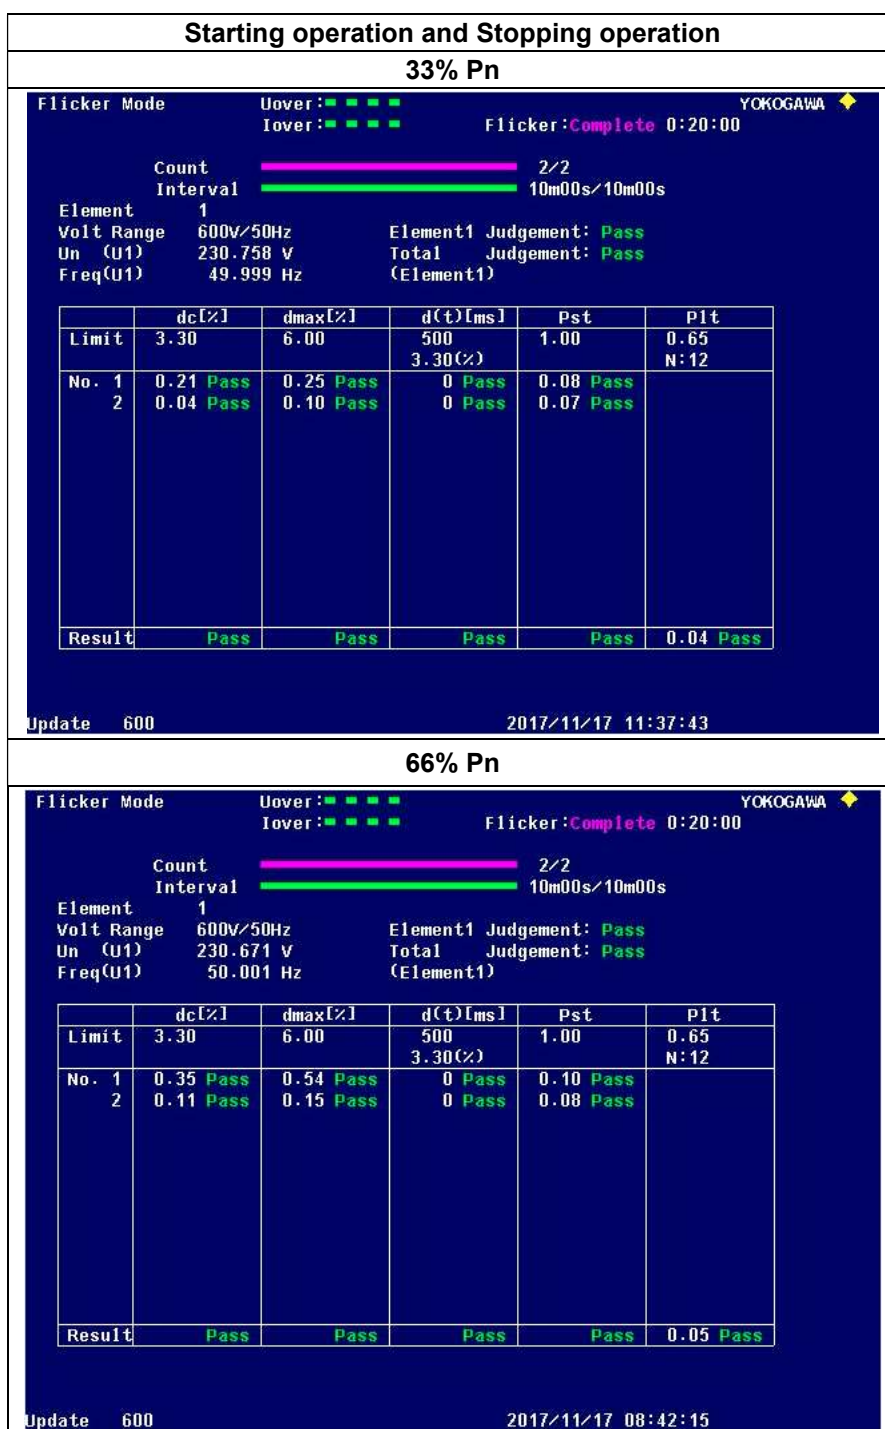 Starting operation and Stopping operation
33% Pn
Flicker Mode Uover: YOKOGAWA
Iover: Flicker:Complete 0:20:00
Count 2/2
Interval 10m00s/10m00s
Element 1
Volt Range 600V/50Hz Element1 Judgement: Pass
Un (U1) 230.758 V Total Judgement: Pass
Freq(U1) 49.999 Hz (Element1)
dc[%] dmax[%] d(t)[ms] Pst Plt
Limit 3.30 6.00 500 1.00 0.65
3.30(%) N:12
No. 1 0.21 Pass 0.25 Pass 0 Pass 0.08 Pass
2 0.04 Pass 0.10 Pass 0 Pass 0.07 Pass
Result Pass Pass Pass Pass 0.04 Pass
Update 600 2017/11/17 11:37:43
66% Pn
Flicker Mode Uover: YOKOGAWA
Iover: Flicker:Complete 0:20:00
Count 2/2
Interval 10m00s/10m00s
Element 1
Volt Range 600V/50Hz Element1 Judgement: Pass
Un (U1) 230.671 V Total Judgement: Pass
Freq(U1) 50.001 Hz (Element1)
dc[%] dmax[%] d(t)[ms] Pst Plt
Limit 3.30 6.00 500 1.00 0.65
3.30(%) N:12
No. 1 0.35 Pass 0.54 Pass 0 Pass 0.10 Pass
2 0.11 Pass 0.15 Pass 0 Pass 0.08 Pass
Result Pass Pass Pass Pass 0.05 Pass
Update 600 2017/11/17 08:42:15